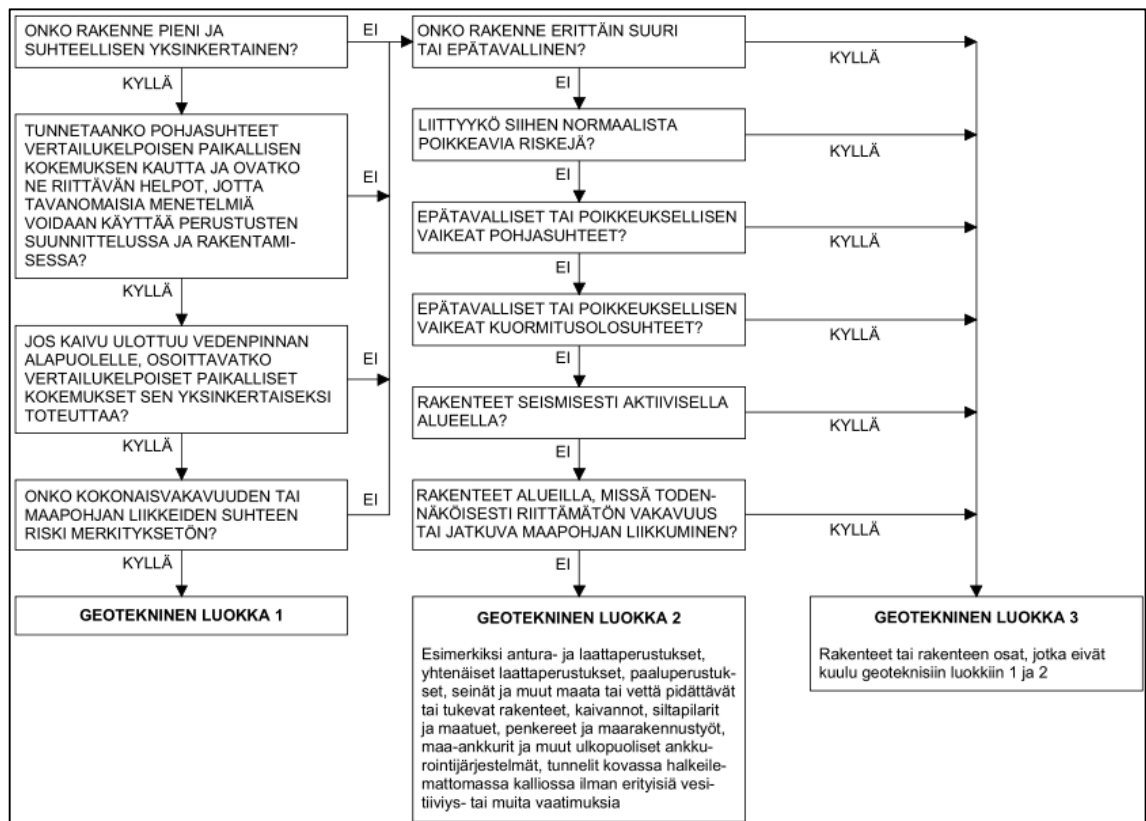 ONKO RAKENNE PIENI JA
SUHTEELLISEN YKSINKERTAINEN?
EI
KYLLÄ
TUNNETAANKO POHJASUHTEET
VERTAILUKELPOISEN PAIKALLISEN
KOKEMUKSEN KAUTTA JA OVATKO
NE RIITTÄVÄN HELPOT, JOTTA
TAVANOMAISIA MENETELMIÄ
VOIDAAN KÄYTTÄÄ PERUSTUSTEN
SUUNNITTELUSSA JA RAKENTAMI-
SESSA?
EI
KYLLÄ
JOS KAIVU ULOTTUU VEDENPINNAN
ALAPUOLELLE, OSOITTAVATKO
VERTAILUKELPOISET PAIKALLISET
KOKEMUKSET SEN YKSINKERTAISEKSI
TOTEUTTAA?
EI
KYLLÄ
ONKO KOKONAISVAKAVUUDEN TAI
MAAPOHJAN LIIKKEIDEN SUHTEEN
RISKI MERKITYKSETÖN?
EI
KYLLÄ
GEOTEKNINEN LUOKKA 1
ONKO RAKENNE ERITTÄIN SUURI
TAI EPÄTAVALLINEN?
KYLLÄ
EI
LIITTYYKÖ SIIHEN NORMAALISTA
POIKKEAVIA RISKEJÄ?
KYLLÄ
EI
EPÄTAVALLISET TAI POIKKEUKSELLISEN
VAIKEAT POHJASUHTEET?
KYLLÄ
EI
EPÄTAVALLISET TAI POIKKEUKSELLISEN
VAIKEAT KUORMITUSOLOSUHTEET?
KYLLÄ
EI
RAKENTEET SEISMISESTI AKTIIVISELLA
ALUEELLA?
KYLLÄ
EI
RAKENTEET ALUEILLA, MISSÄ TODEN-
NÄKÖISESTI RIITTÄMÄTÖN VAKAVUUS
TAI JATKUVA MAAPOHJAN LIIKKUMINEN?
KYLLÄ
EI
GEOTEKNINEN LUOKKA 2
Esimerkiksi antura- ja laattaperustukset,
yhtenäiset laattaperustukset, paaluperustuk-
set, seinät ja muut maata tai vettä pidättävät
tai tukevat rakenteet, kaivannot, siltapilarit
ja maatuet, penkereet ja maarakennustyöt,
maa-ankkurit ja muut ulkopuoliset ankku-
rointijärjestelmät, tunnelit kovassa halkeile-
mattomassa kalliossa ilman erityisiä vesi-
tiiviys- tai muita vaatimuksia
GEOTEKNINEN LUOKKA 3
Rakenteet tai rakenteen osat, jotka eivät
kuulu geoteknisiin luokkiin 1 ja 2